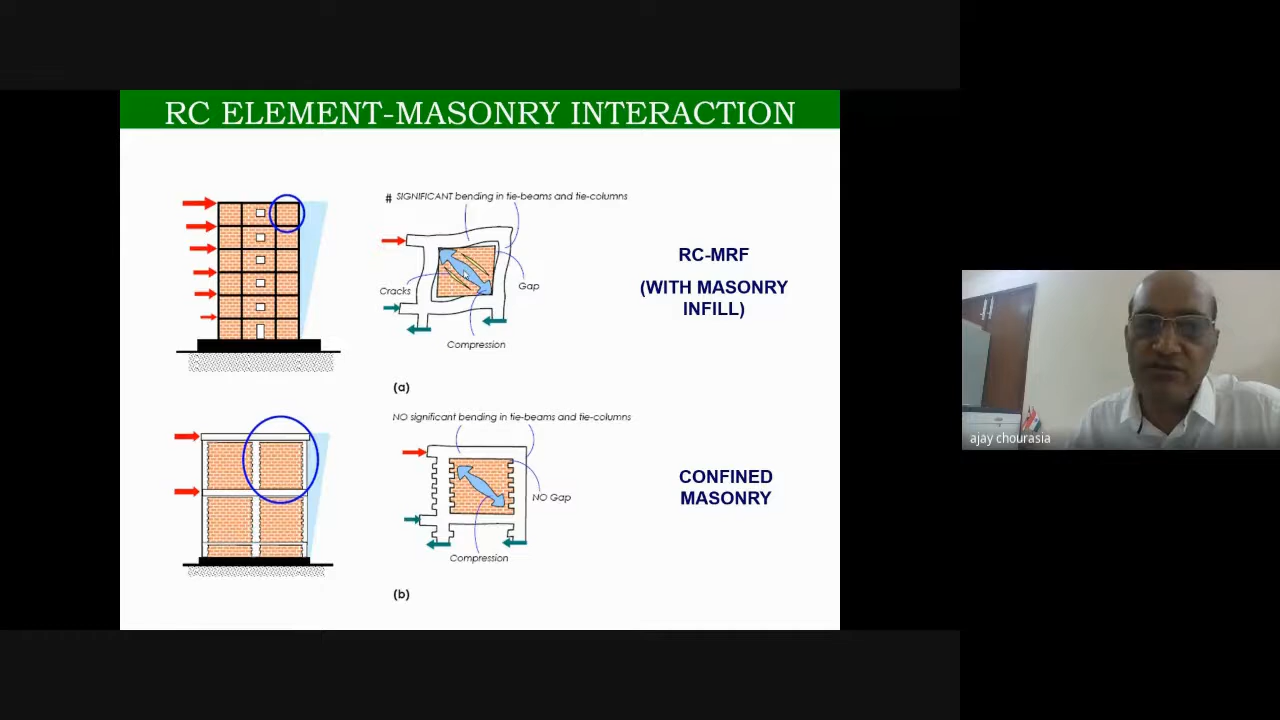 RC ELEMENT-MASONRY INTERACTION
# SIGNIFICANT bending in tie-beams and tie-columns
Cracks
Gap
Compression
(a)
RC-MRF
(WITH MASONRY
INFILL)
NO significant bending in tie-beams and tie-columns
NO Gap
Compression
(b)
CONFINED
MASONRY
ajay chourasia